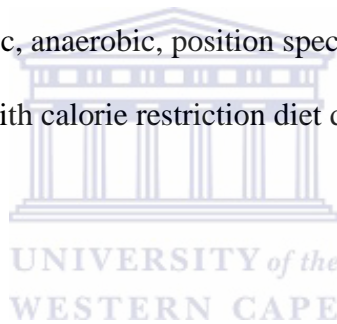 c, anaerobic, position spec
ith calorie restriction diet
UNIVERSITY of the
WESTERN CAPE